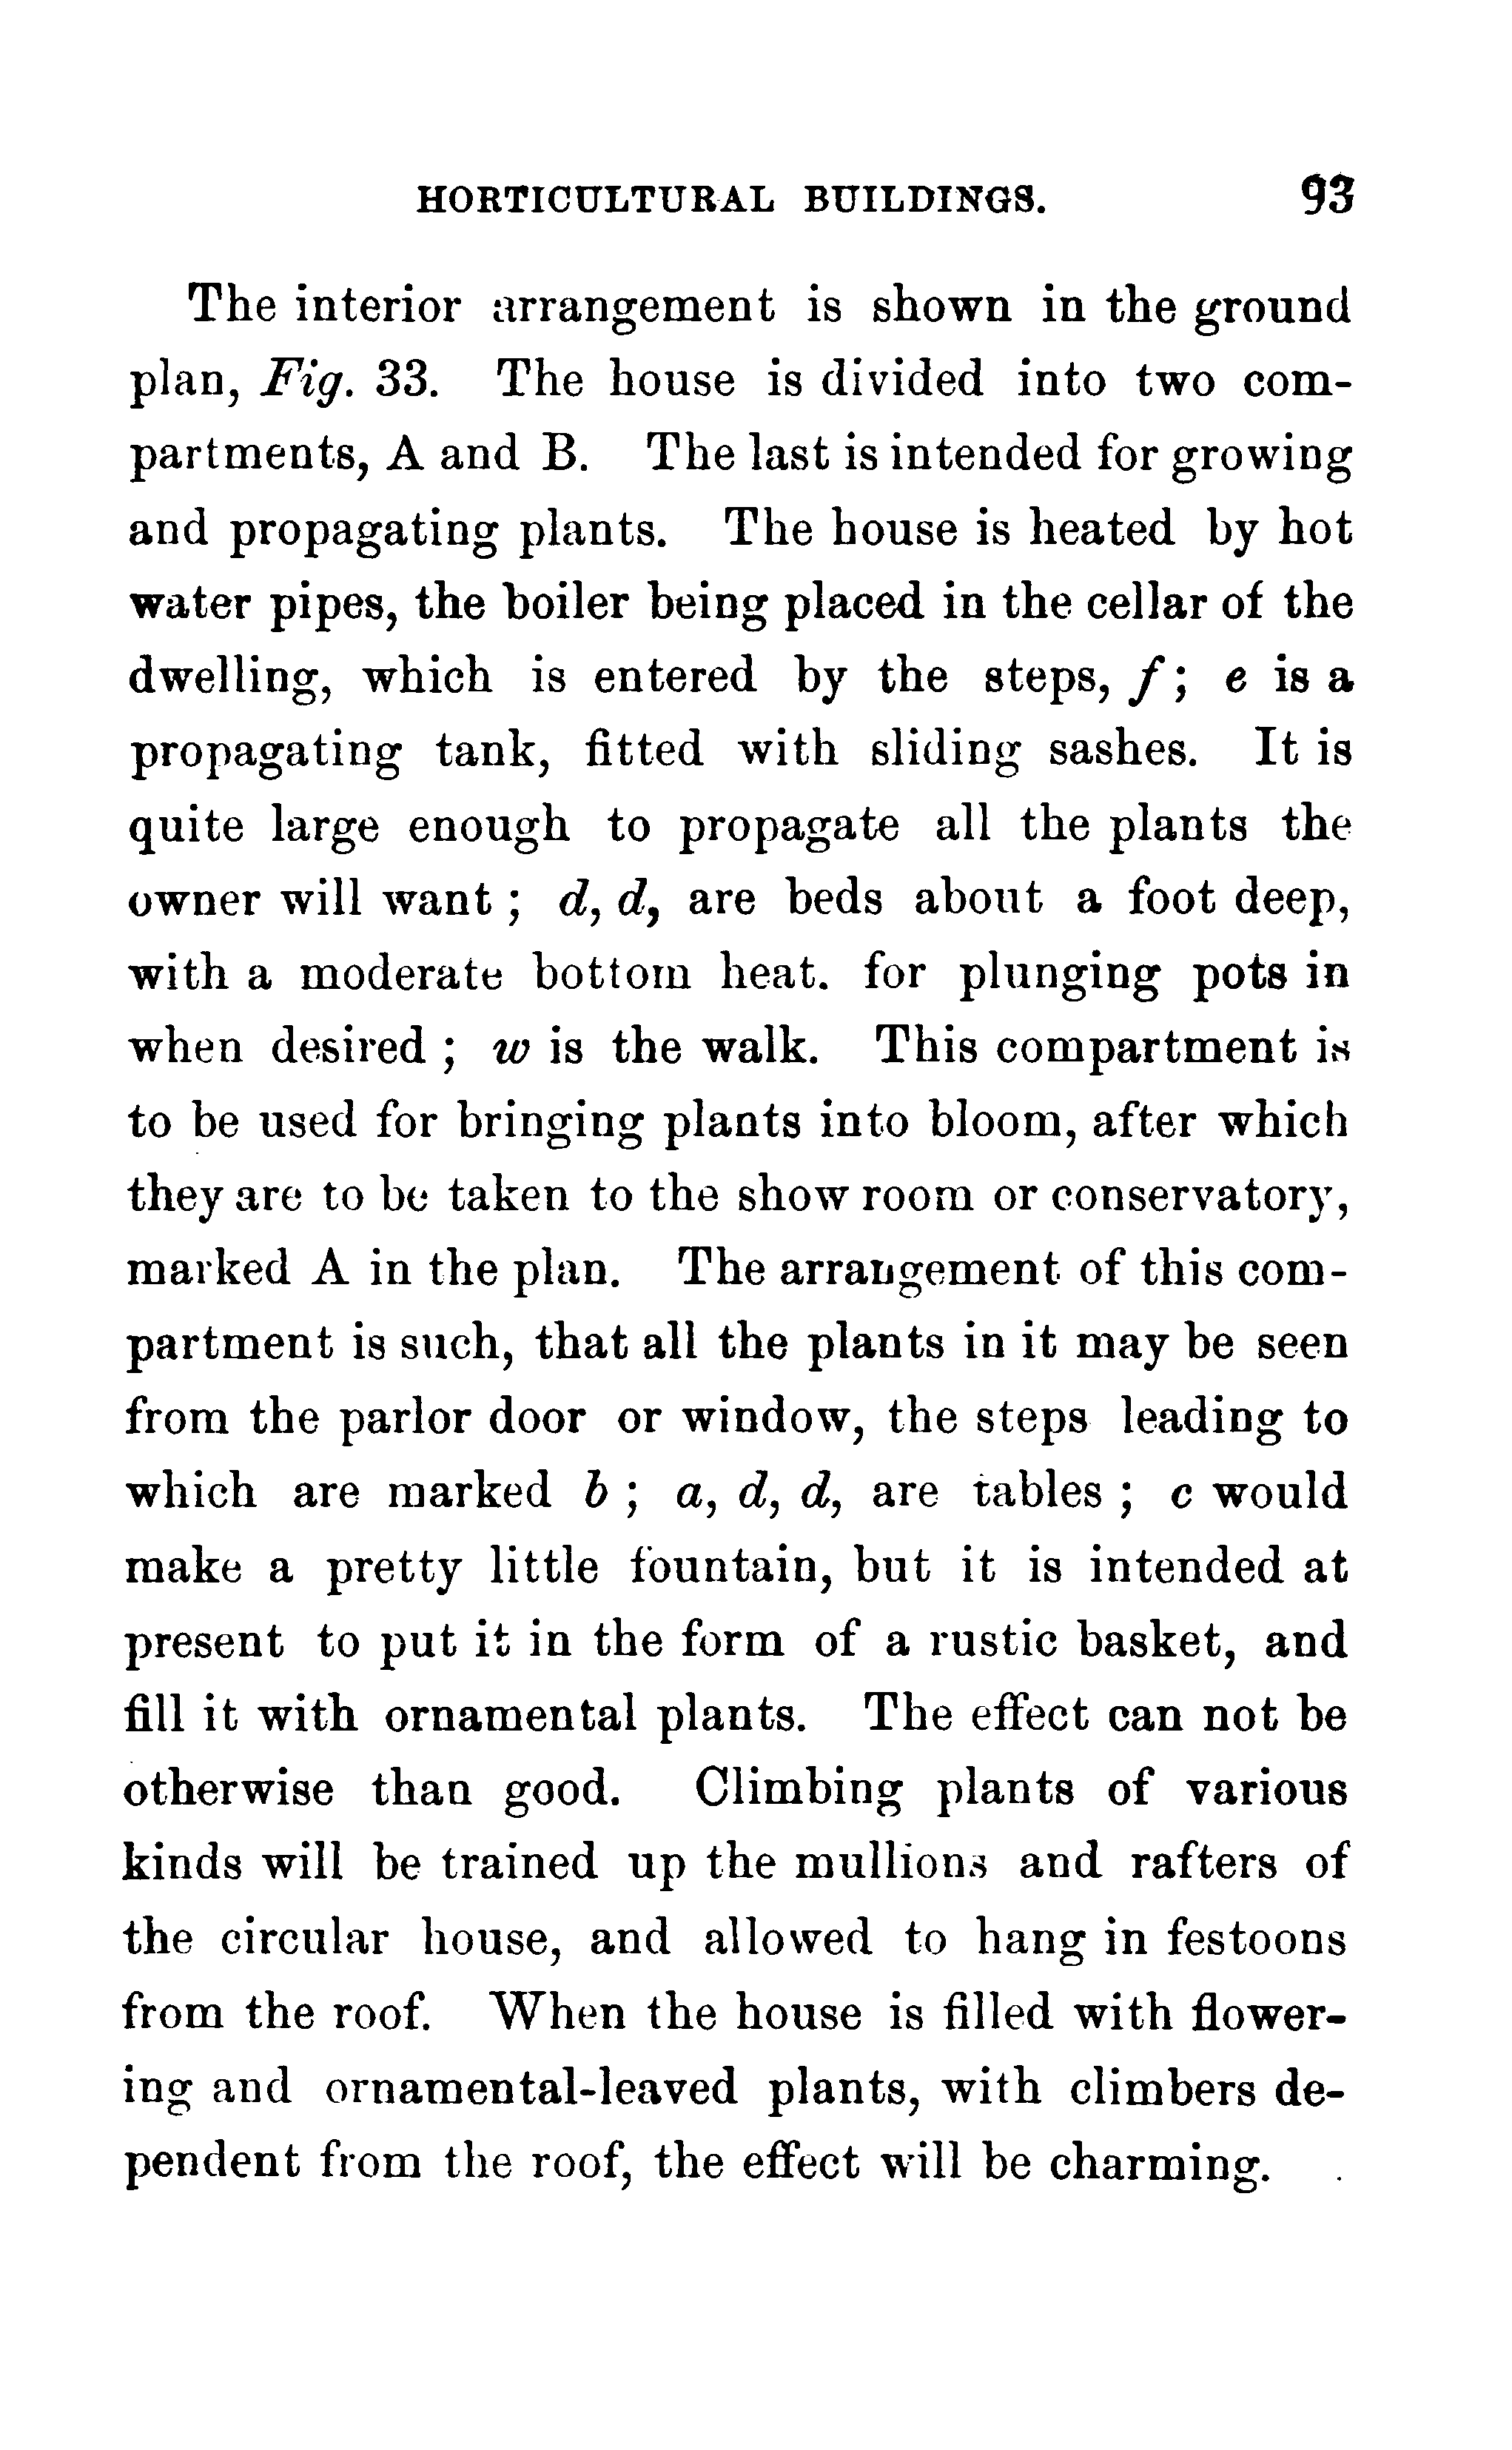 HORTICULTURAL BUILDINGS. 93
The interior arrangement is shown in the ground
plan, Fig. 33. The house is divided into two com-
partments, A and B. The last is intended for growing
and propagating plants. The house is heated by hot
water pipes, the boiler being placed in the cellar of the
dwelling, which is entered by the steps, f; e is a
propagating tank, fitted with sliding sashes. It is
quite large enough to propagate all the plants the
owner will want ; d, d, are beds about a foot deep,
with a moderate bottom heat. for plunging pots in
when desired ; w is the walk. This compartment is
to be used for bringing plants into bloom, after which
they are to be taken to the show room or conservatory,
marked A in the plan. The arrangement of this com-
partment is such, that all the plants in it may be seen
from the parlor door or window, the steps leading to
which are marked b ; a, d, d, are tables ; c would
make a pretty little fountain, but it is intended at
present to put it in the form of a rustic basket, and
fill it with ornamental plants. The effect can not be
otherwise than good. Climbing plants of various
kinds will be trained up the mullions and rafters of
the circular house, and allowed to hang in festoons
from the roof. When the house is filled with flower-
ing and ornamental-leaved plants, with climbers de-
pendent from the roof, the effect will be charming.